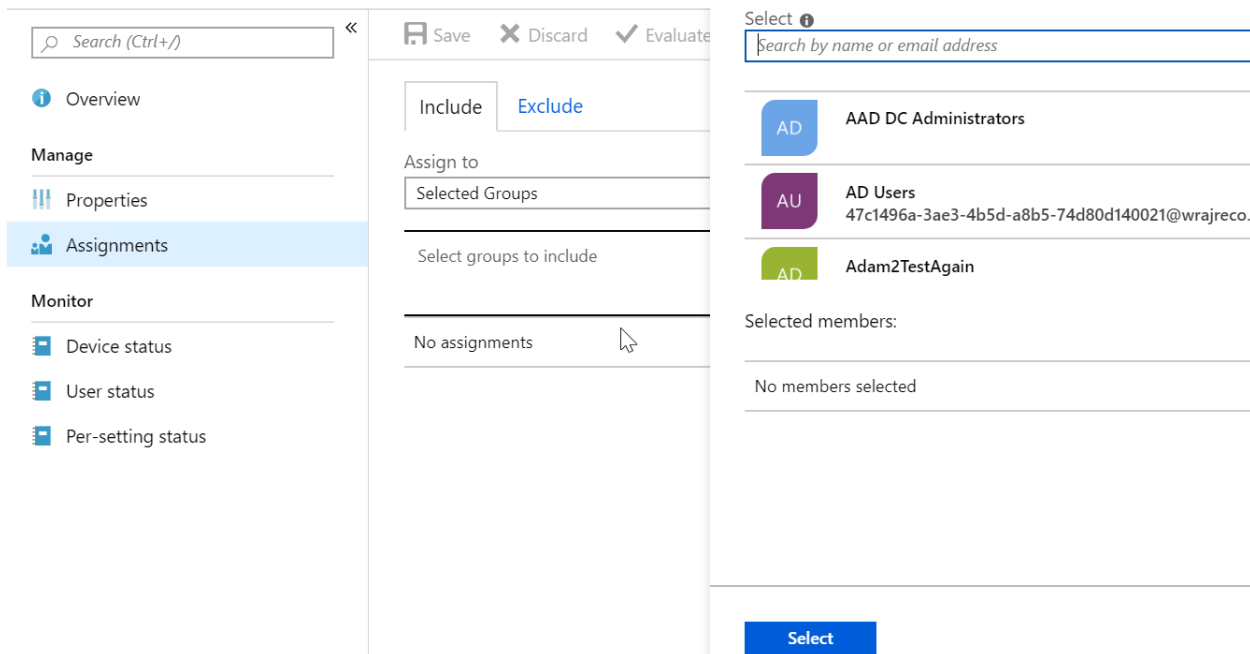 Search (Ctrl+/)
«
Overview
Manage
Properties
Assignments
Monitor
Device status
User status
Per-setting status
Save Discard Evaluate
Include Exclude
Assign to
Selected Groups
Select groups to include
No assignments
Select
Search by name or email address
AD AAD DC Administrators
AU AD Users
47c1496a-3ae3-4b5d-a8b5-74d80d140021@wrajreco.
AD Adam2TestAgain
Selected members:
No members selected
Select